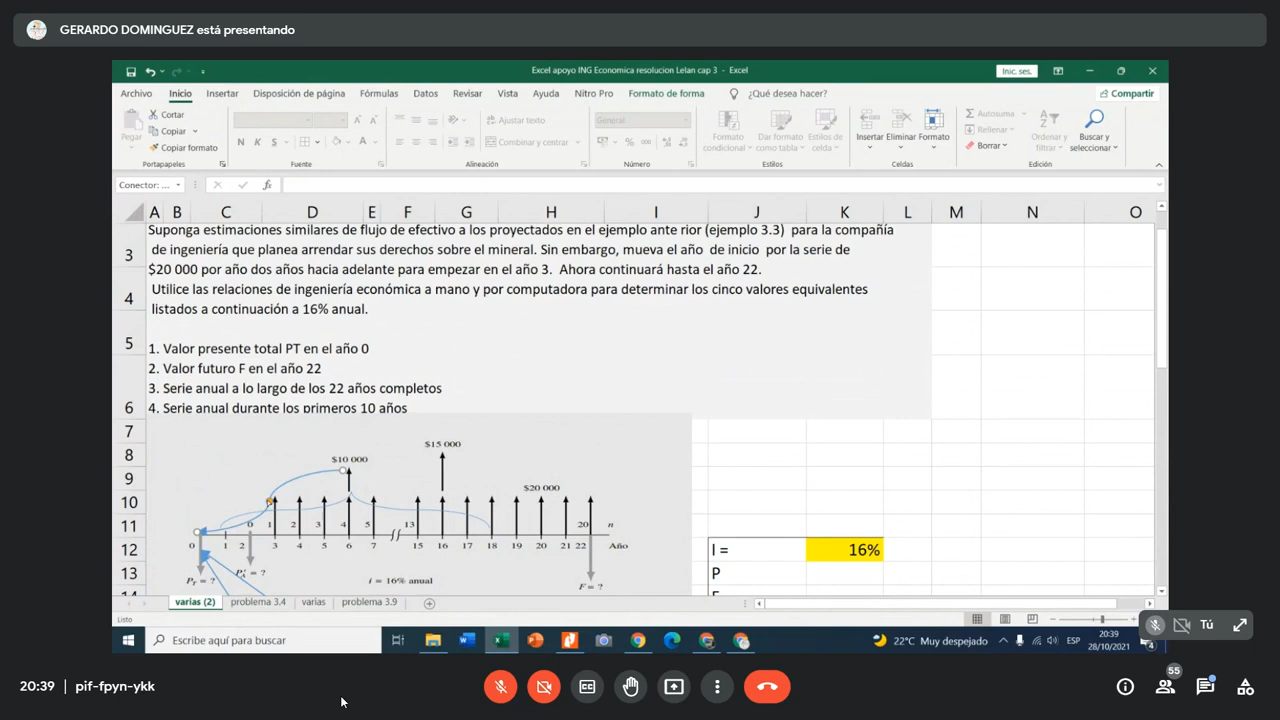 GERARDO DOMINGUEZ está presentando
Excel apoyo ING Economica resolucion Lelan cap 3 - Excel
Inic. ses.
Archivo Inicio Insertar Disposición de página Fórmulas Datos Revisar Vista Ayuda Nitro Pro Formato de forma ¿Qué desea hacer? Compartir
Pegar
Cortar
Copiar
Copiar formato
N K S
Ajustar texto
Combinar y centrar
General
Formato condicional
Dar formato como tabla
Estilos de celda
Insertar Eliminar Formato
Autosuma
Rellenar
Borrar
Ordenar y filtrar
Buscar y seleccionar
Portapapeles Fuente Alineación Número Estilos Celdas Edición
Conector: ... fx
A B C D E F G H I J K L M N O
3
4
5
6
7
8
9
10
11
12
13
14
Suponga estimaciones similares de flujo de efectivo a los proyectados en el ejemplo ante rior (ejemplo 3.3) para la compañía
de ingeniería que planea arrendar sus derechos sobre el mineral. Sin embargo, mueva el año de inicio por la serie de
$20 000 por año dos años hacia adelante para empezar en el año 3. Ahora continuará hasta el año 22.
Utilice las relaciones de ingeniería económica a mano y por computadora para determinar los cinco valores equivalentes
listados a continuación a 16% anual.
1. Valor presente total PT en el año 0
2. Valor futuro F en el año 22
3. Serie anual a lo largo de los 22 años completos
4. Serie anual durante los primeros 10 años
$15 000
$10 000
$20 000
0 1 2 3 4 5 13 20 n
0 1 2 3 4 5 6 7 15 16 17 18 19 20 21 22 Año
PT = ? P'A = ? i = 16% anual F = ?
I = 16%
P
F
varias (2) problema 3.4 varias problema 3.9
Listo
Escribe aquí para buscar
22°C Muy despejado
ESP
20:39
28/10/2021
4
Tú
20:39 | pif-fpyn-ykk
55